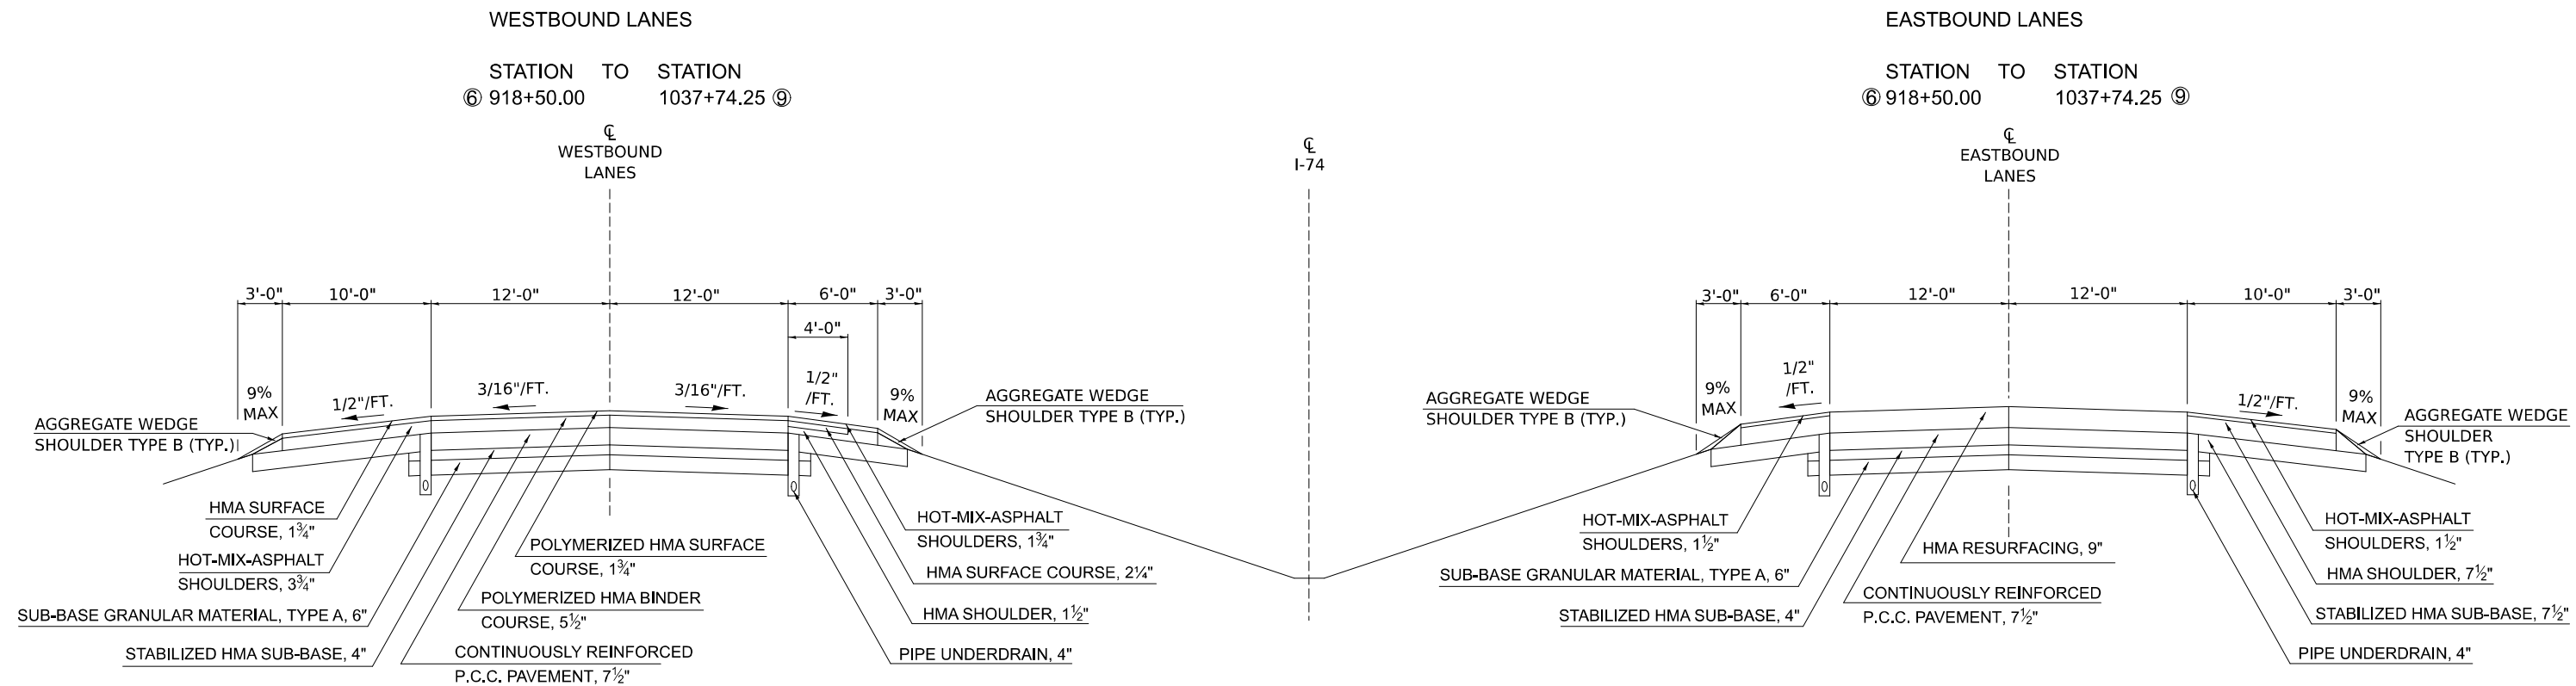 WESTBOUND LANES
STATION TO STATION
⑥ 918+50.00 1037+74.25 ⑨
℄
WESTBOUND
LANES
3'-0" 10'-0" 12'-0" 12'-0" 6'-0" 3'-0"
4'-0"
9%
MAX
1/2"/FT.
3/16"/FT.
3/16"/FT.
1/2"
/FT.
9%
MAX
AGGREGATE WEDGE
SHOULDER TYPE B (TYP.)
AGGREGATE WEDGE
SHOULDER TYPE B (TYP.)
HMA SURFACE
COURSE, 1¾"
HOT-MIX-ASPHALT
SHOULDERS, 3¾"
SUB-BASE GRANULAR MATERIAL, TYPE A, 6"
STABILIZED HMA SUB-BASE, 4"
POLYMERIZED HMA SURFACE
COURSE, 1¾"
POLYMERIZED HMA BINDER
COURSE, 5½"
CONTINUOUSLY REINFORCED
P.C.C. PAVEMENT, 7½"
HOT-MIX-ASPHALT
SHOULDERS, 1¾"
HMA SURFACE COURSE, 2¼"
HMA SHOULDER, 1½"
PIPE UNDERDRAIN, 4"
℄
I-74
EASTBOUND LANES
STATION TO STATION
⑥ 918+50.00 1037+74.25 ⑨
℄
EASTBOUND
LANES
3'-0" 6'-0" 12'-0" 12'-0" 10'-0" 3'-0"
9%
MAX
1/2"
/FT.
1/2"/FT.
9%
MAX
AGGREGATE WEDGE
SHOULDER TYPE B (TYP.)
AGGREGATE WEDGE
SHOULDER
TYPE B (TYP.)
HOT-MIX-ASPHALT
SHOULDERS, 1½"
SUB-BASE GRANULAR MATERIAL, TYPE A, 6"
STABILIZED HMA SUB-BASE, 4"
HMA RESURFACING, 9"
CONTINUOUSLY REINFORCED
P.C.C. PAVEMENT, 7½"
HOT-MIX-ASPHALT
SHOULDERS, 1½"
HMA SHOULDER, 7½"
STABILIZED HMA SUB-BASE, 7½"
PIPE UNDERDRAIN, 4"